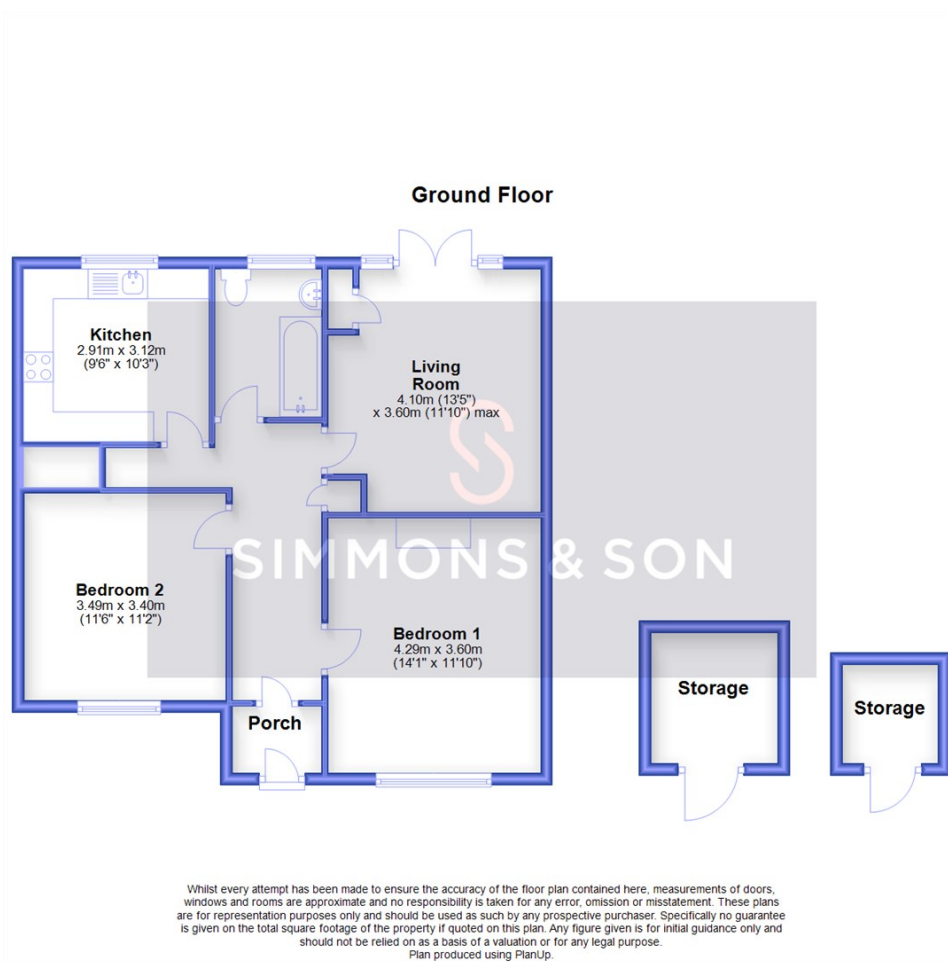 Ground Floor
Kitchen
2.91m x 3.12m
(9'6" x 10'3")
Living
Room
4.10m (13'5")
x 3.60m (11'10") max
SIMMONS & SON
Bedroom 2
3.49m x 3.40m
(11'6" x 11'2")
Bedroom 1
4.29m x 3.60m
(14'1" x 11'10")
Porch
Storage
Storage
Whilst every attempt has been made to ensure the accuracy of the floor plan contained here, measurements of doors,
windows and rooms are approximate and no responsibility is taken for any error, omission or misstatement. These plans
are for representation purposes only and should be used as such by any prospective purchaser. Specifically no guarantee
is given on the total square footage of the property if quoted on this plan. Any figure given is for initial guidance only and
should not be relied on as a basis of a valuation or for any legal purpose.
Plan produced using PlanUp.